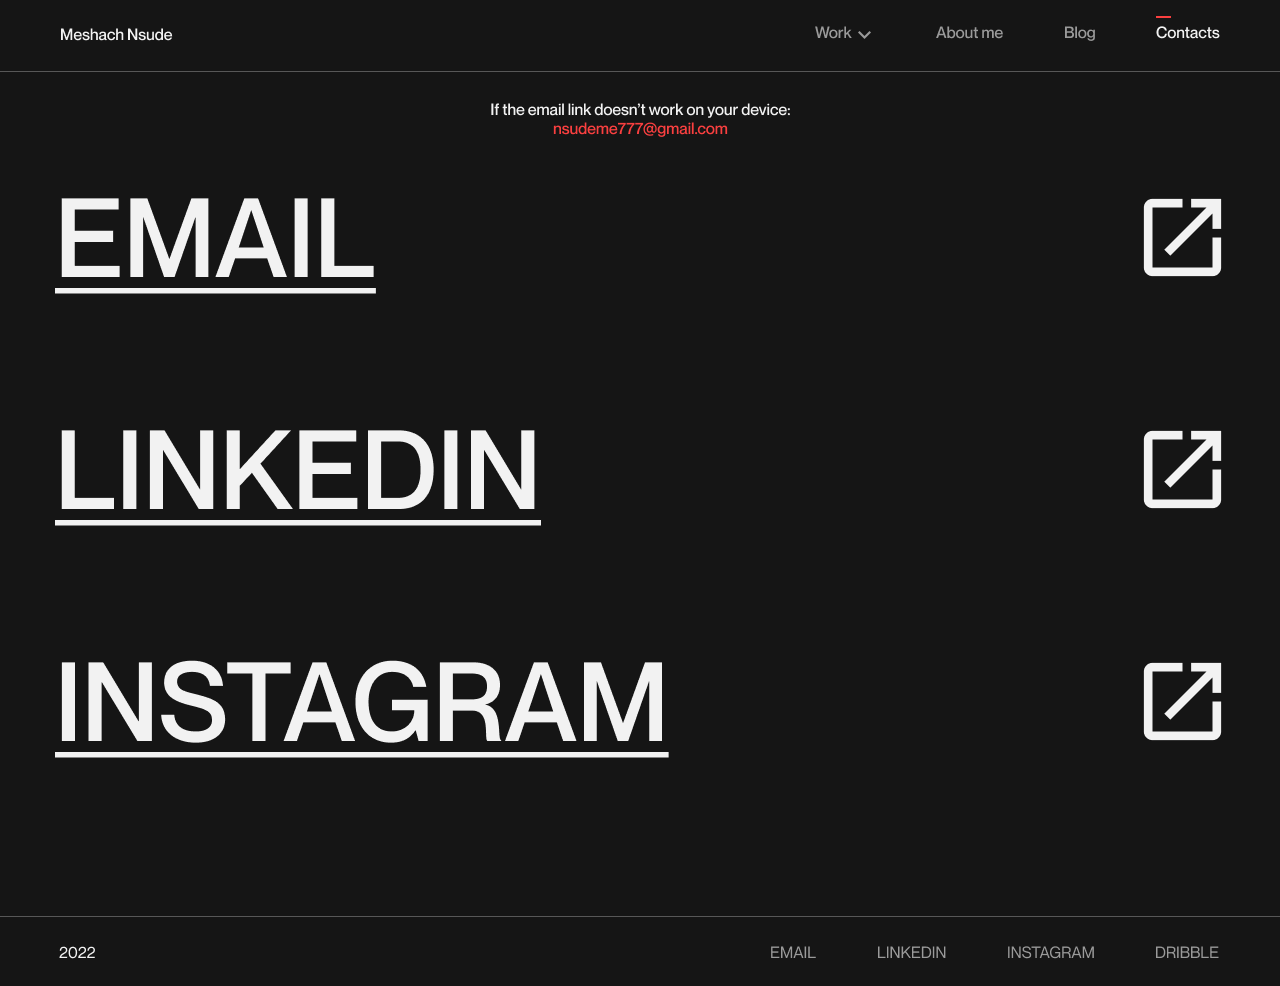 Meshach Nsude
Work
About me
Blog
Contacts
If the email link doesn't work on your device:
nsudeme777@gmail.com
EMAIL
LINKEDIN
INSTAGRAM
2022
EMAIL
LINKEDIN
INSTAGRAM
DRIBBLE